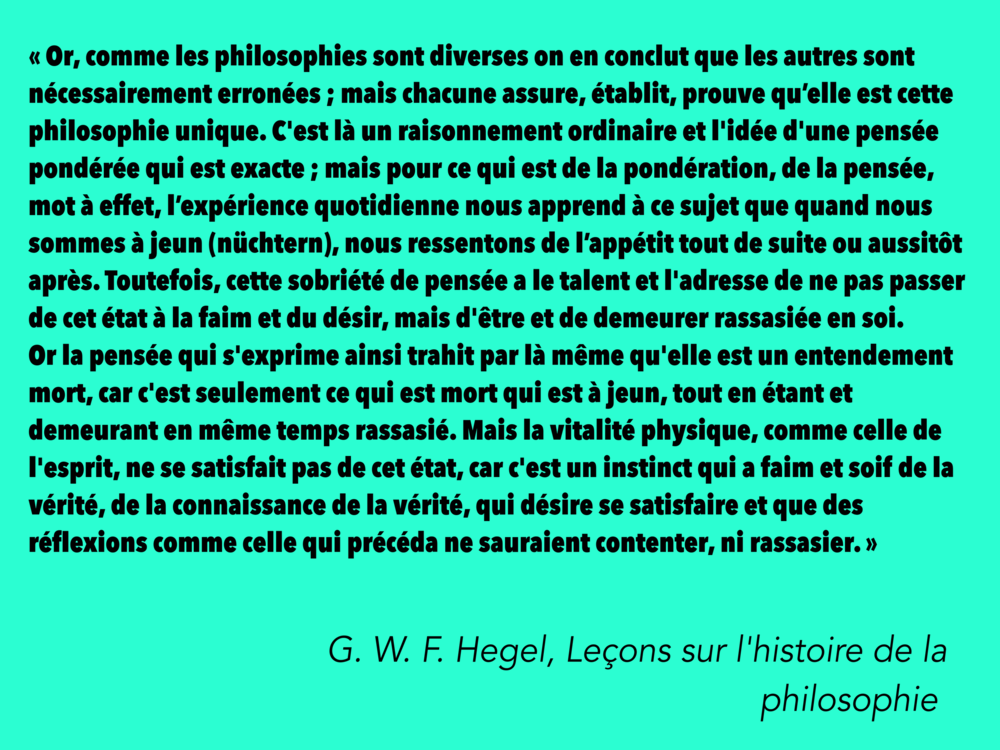 « Or, comme les philosophies sont diverses on en conclut que les autres sont
nécessairement erronées ; mais chacune assure, établit, prouve qu’elle est cette
philosophie unique. C'est là un raisonnement ordinaire et l'idée d'une pensée
pondérée qui est exacte ; mais pour ce qui est de la pondération, de la pensée,
mot à effet, l’expérience quotidienne nous apprend à ce sujet que quand nous
sommes à jeun (nüchtern), nous ressentons de l’appétit tout de suite ou aussitôt
après. Toutefois, cette sobriété de pensée a le talent et l'adresse de ne pas passer
de cet état à la faim et du désir, mais d'être et de demeurer rassasiée en soi.
Or la pensée qui s'exprime ainsi trahit par là même qu'elle est un entendement
mort, car c'est seulement ce qui est mort qui est à jeun, tout en étant et
demeurant en même temps rassasié. Mais la vitalité physique, comme celle de
l'esprit, ne se satisfait pas de cet état, car c'est un instinct qui a faim et soif de la
vérité, de la connaissance de la vérité, qui désire se satisfaire et que des
réflexions comme celle qui précéda ne sauraient contenter, ni rassasier. »
G. W. F. Hegel, Leçons sur l'histoire de la
philosophie